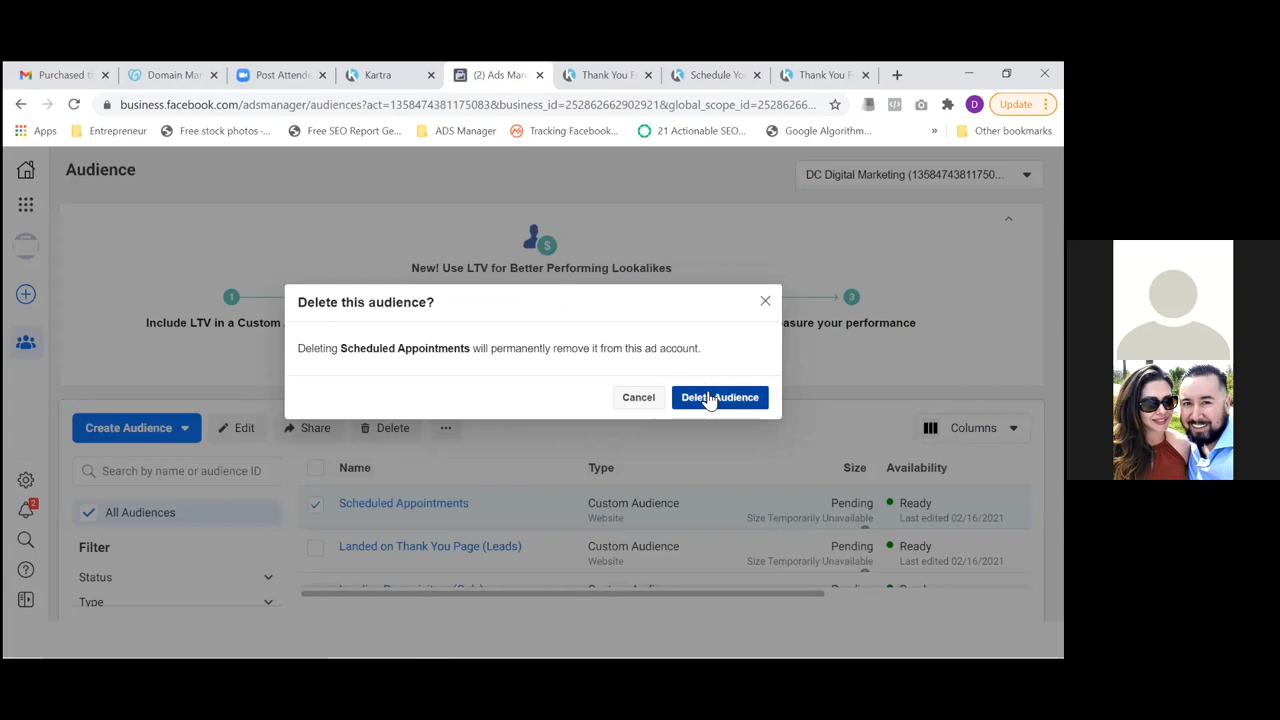 Purchased t
Domain Mar
Post Attende
Kartra
(2) Ads Man
Thank You F
Schedule Yo
Thank You F
business.facebook.com/adsmanager/audiences?act=1358474381175083&business_id=252862662902921&global_scope_id=25286266...
Update
Apps
Entrepreneur
Free stock photos -...
Free SEO Report Ge...
ADS Manager
Tracking Facebook...
21 Actionable SEO...
Google Algorithm...
»
Other bookmarks
Audience
DC Digital Marketing (13584743811750...
New! Use LTV for Better Performing Lookalikes
1
3
Include LTV in a Custom
asure your performance
Delete this audience?
Deleting Scheduled Appointments will permanently remove it from this ad account.
Cancel
Delete Audience
Create Audience
Edit
Share
Delete
Columns
Search by name or audience ID
Name
Type
Size
Availability
All Audiences
Scheduled Appointments
Custom Audience
Website
Pending
Size Temporarily Unavailable
Ready
Last edited 02/16/2021
Filter
Landed on Thank You Page (Leads)
Custom Audience
Website
Pending
Size Temporarily Unavailable
Ready
Last edited 02/16/2021
Status
Type
2
D